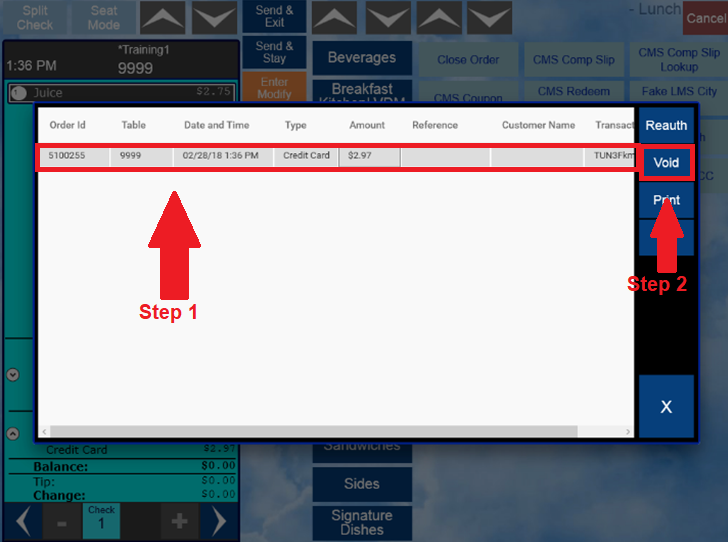 Split
Check
Seat
Mode
Send &
Exit
- Lunch
Cancel
1:36 PM
*Training1
9999
Send &
Stay
Beverages
Close Order
CMS Comp Slip
CMS Comp Slip
Lookup
1
Juice
$2.75
Enter
Modify
Breakfast
CMS Coupon
CMS Redeem
Fake LMS City
Order Id
Table
Date and Time
Type
Amount
Reference
Customer Name
Transact
Reauth
5100255
9999
02/28/18 1:36 PM
Credit Card
$2.97
TUN3Fkm
Void
Print
Step 1
Step 2
X
Credit Card
$2.97
Balance:
$0.00
Tip:
$0.00
Change:
$0.00
Sandwiches
Sides
Signature
Dishes
Check
1
- +